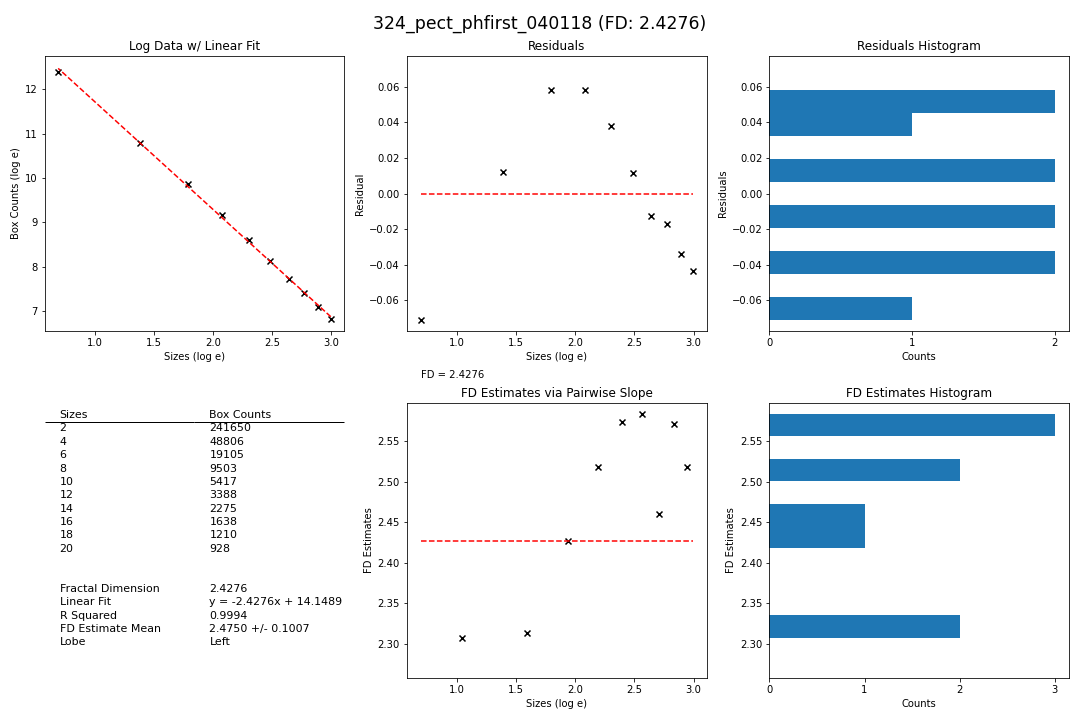 324_pect_phfirst_040118 (FD: 2.4276)
Log Data w/ Linear Fit
Box Counts (log e)
12
11
10
9
8
7
1.0 1.5 2.0 2.5 3.0
Sizes (log e)
Residuals
Residual
0.06
0.04
0.02
0.00
−0.02
−0.04
−0.06
1.0 1.5 2.0 2.5 3.0
Sizes (log e)
Residuals Histogram
Residuals
0.06
0.04
0.02
0.00
−0.02
−0.04
−0.06
0 1 2
Counts
Sizes Box Counts
2 241650
4 48806
6 19105
8 9503
10 5417
12 3388
14 2275
16 1638
18 1210
20 928
Fractal Dimension 2.4276
Linear Fit y = -2.4276x + 14.1489
R Squared 0.9994
FD Estimate Mean 2.4750 +/- 0.1007
Lobe Left
FD = 2.4276
FD Estimates via Pairwise Slope
FD Estimates
2.55
2.50
2.45
2.40
2.35
2.30
1.0 1.5 2.0 2.5 3.0
Sizes (log e)
FD Estimates Histogram
FD Estimates
2.55
2.50
2.45
2.40
2.35
2.30
0 1 2 3
Counts